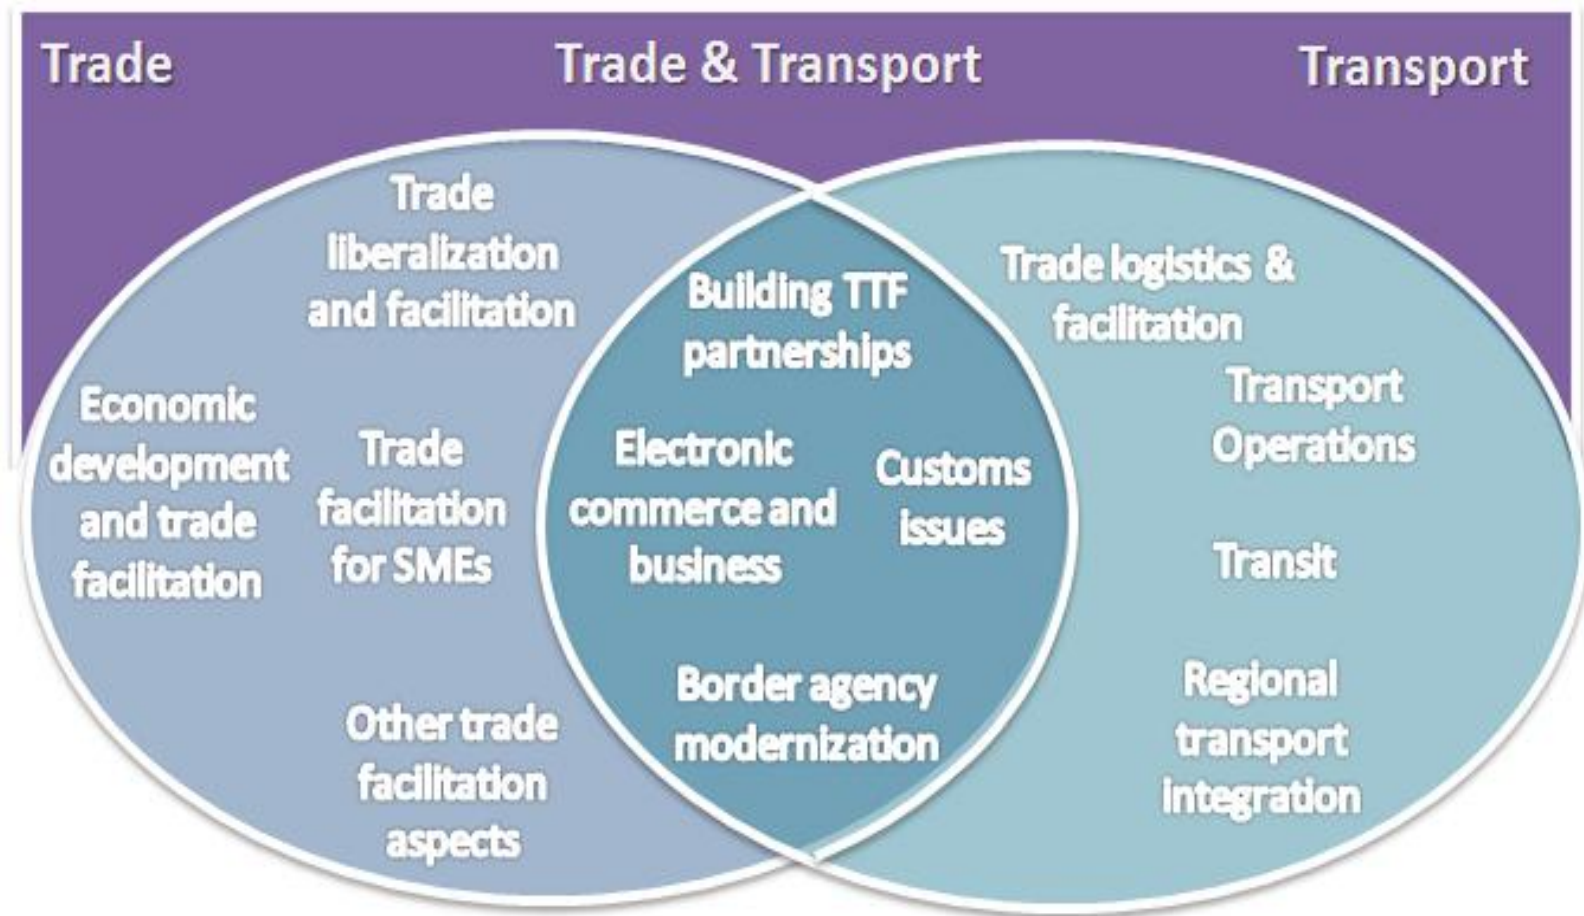 Trade
Trade & Transport
Transport
Trade
liberalization
and facilitation
Economic
development
and trade
facilitation
Trade
facilitation
for SMEs
Other trade
facilitation
aspects
Building TTF
partnerships
Electronic
commerce and
business
Customs
issues
Border agency
modernization
Trade logistics &
facilitation
Transport
Operations
Transit
Regional
transport
integration